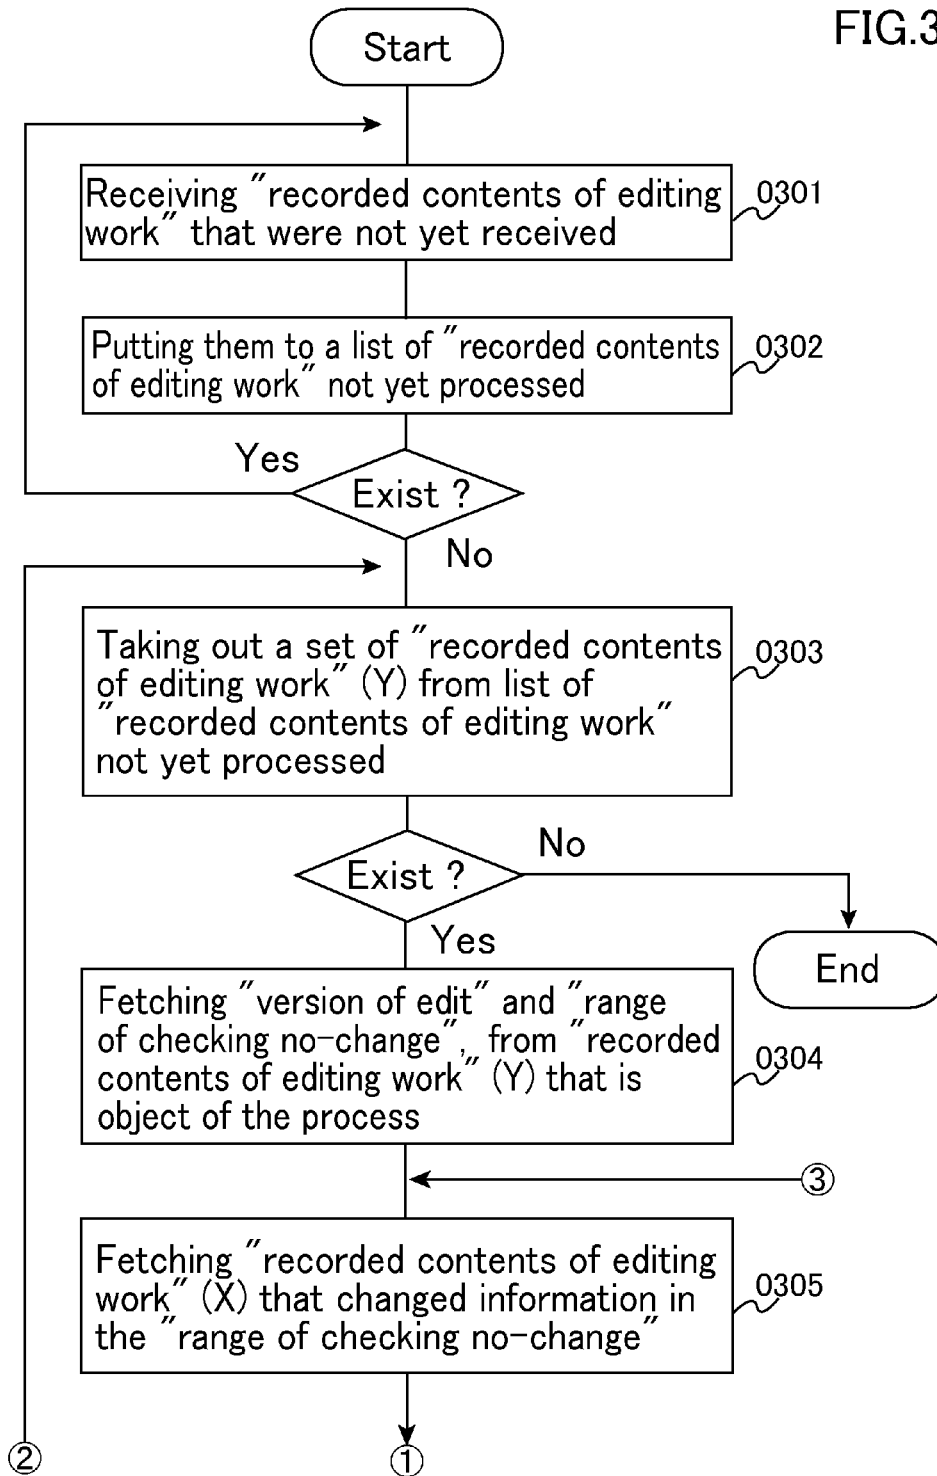 FIG.3
Start
Receiving "recorded contents of editing
work" that were not yet received
0301
Putting them to a list of "recorded contents
of editing work" not yet processed
0302
Yes
Exist ?
No
Taking out a set of "recorded contents
of editing work" (Y) from list of
"recorded contents of editing work"
not yet processed
0303
Exist ?
No
Yes
End
Fetching "version of edit" and "range
of checking no-change", from "recorded
contents of editing work" (Y) that is
object of the process
0304
③
Fetching "recorded contents of editing
work" (X) that changed information in
the "range of checking no-change"
0305
②
①